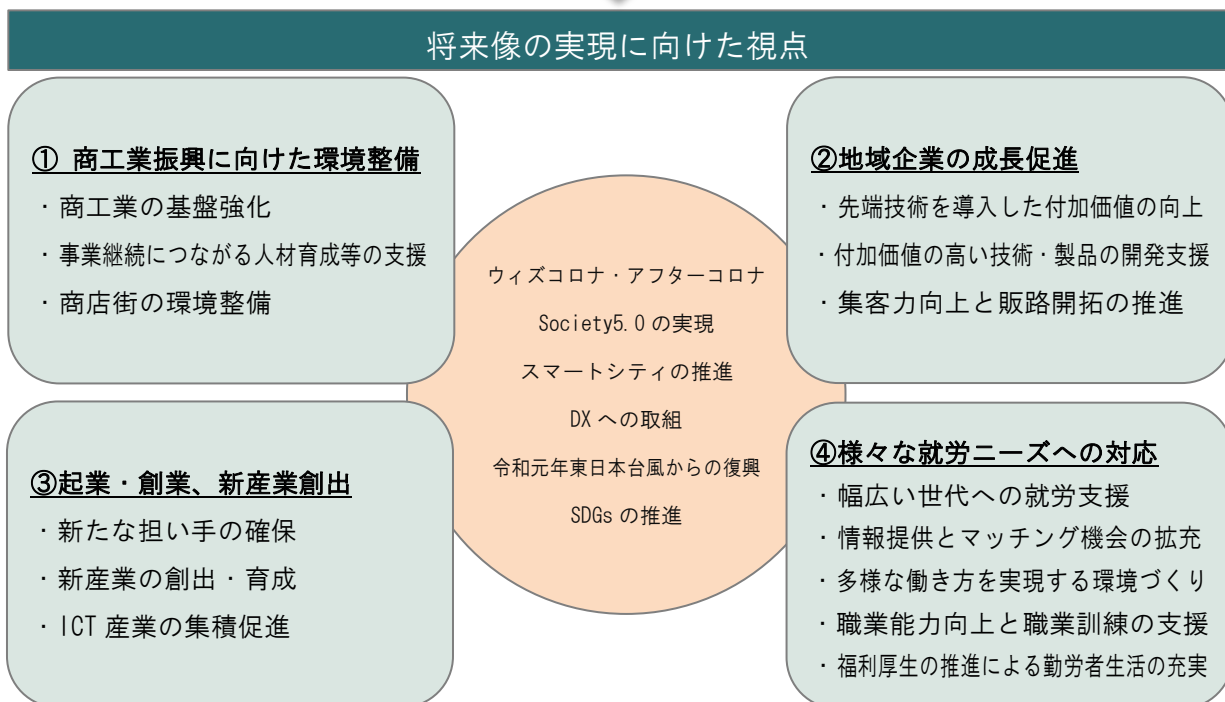 将来像の実現に向けた視点
① 商工業振興に向けた環境整備
・商工業の基盤強化
・事業継続につながる人材育成等の支援
・商店街の環境整備
②地域企業の成長促進
・先端技術を導入した付加価値の向上
・付加価値の高い技術・製品の開発支援
・集客力向上と販路開拓の推進
ウィズコロナ・アフターコロナ
Society5.0 の実現
スマートシティの推進
DX への取組
令和元年東日本台風からの復興
SDGs の推進
③起業・創業、新産業創出
・新たな担い手の確保
・新産業の創出・育成
・ICT 産業の集積促進
④様々な就労ニーズへの対応
・幅広い世代への就労支援
・情報提供とマッチング機会の拡充
・多様な働き方を実現する環境づくり
・職業能力向上と職業訓練の支援
・福利厚生の推進による勤労者生活の充実